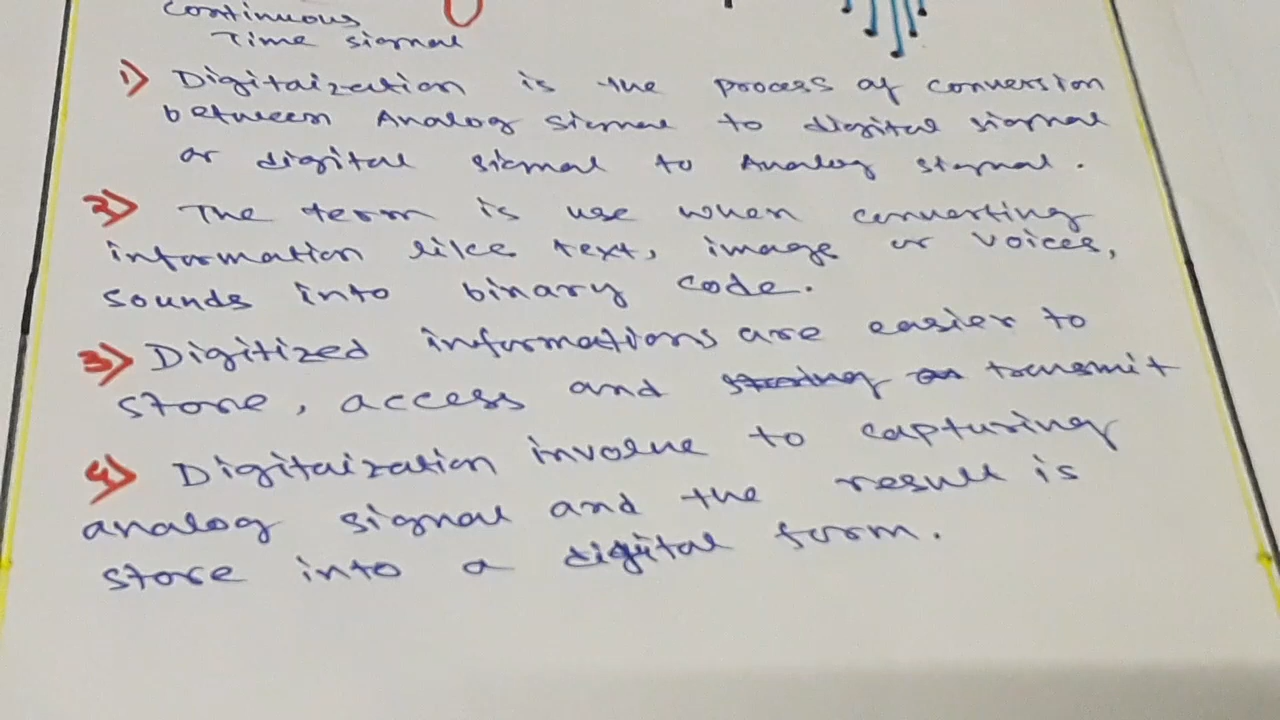 Continuous
Time signal
1) Digitaization is the process of conversion
between Analog signal to digital signal
or digital signal to Analog signal.
2) The term is use when converting
information like text, image or voices,
sounds into binary code.
3) Digitized informations are easier to
store, access and storing an transmit
4) Digitaization involve to capturing
analog signal and the result is
store into a digital form.